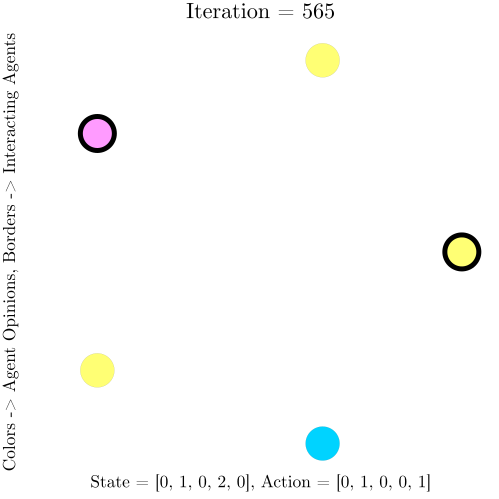 Iteration = 565
Colors -> Agent Opinions, Borders -> Interacting Agents
State = [0, 1, 0, 2, 0], Action = [0, 1, 0, 0, 1]